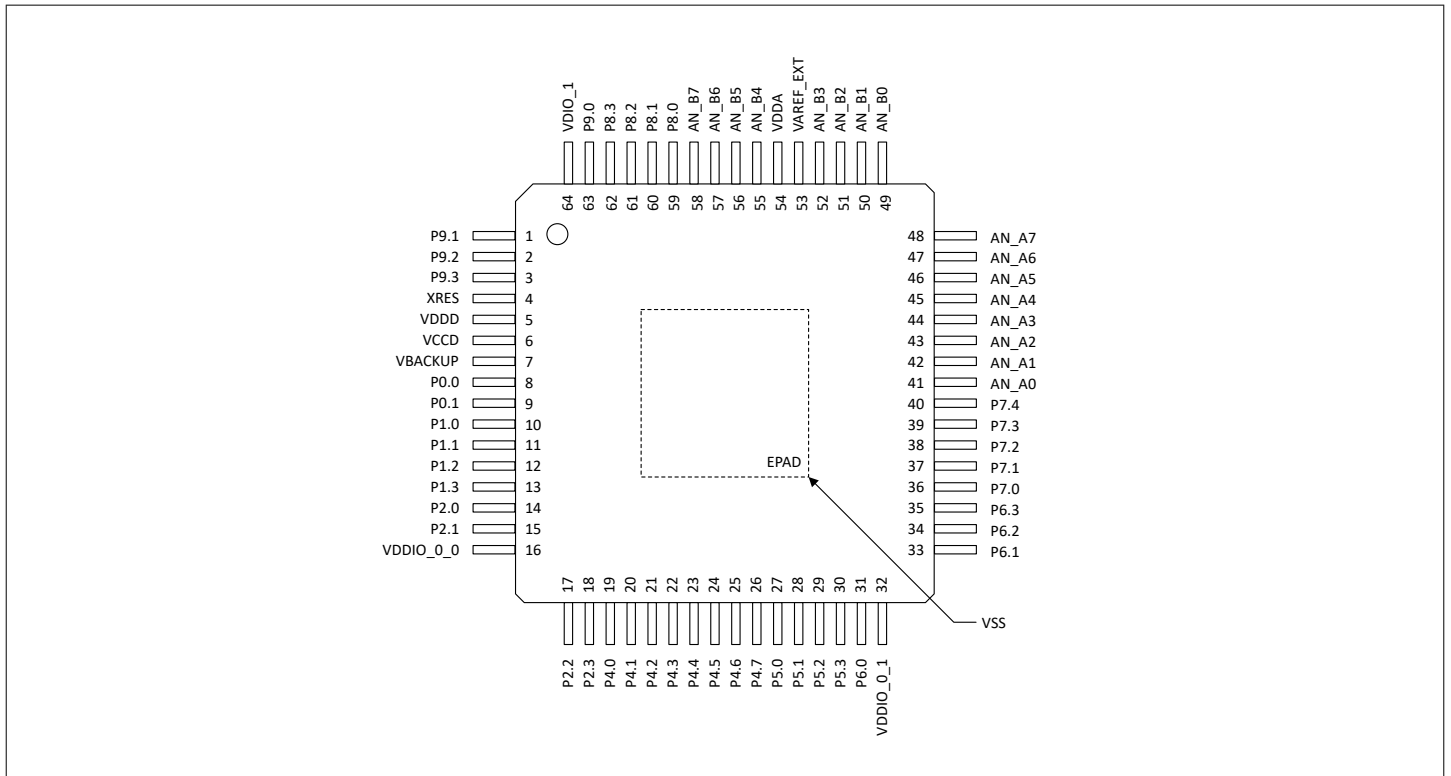 VDIO_1
P9.0
P8.3
P8.2
P8.1
P8.0
AN_B7
AN_B6
AN_B5
AN_B4
VDDA
VAREF_EXT
AN_B3
AN_B2
AN_B1
AN_B0
64 63 62 61 60 59 58 57 56 55 54 53 52 51 50 49
P9.1 1
P9.2 2
P9.3 3
XRES 4
VDDD 5
VCCD 6
VBACKUP 7
P0.0 8
P0.1 9
P1.0 10
P1.1 11
P1.2 12
P1.3 13
P2.0 14
P2.1 15
VDDIO_0_0 16
48 AN_A7
47 AN_A6
46 AN_A5
45 AN_A4
44 AN_A3
43 AN_A2
42 AN_A1
41 AN_A0
40 P7.4
39 P7.3
38 P7.2
37 P7.1
36 P7.0
35 P6.3
34 P6.2
33 P6.1
EPAD
17 18 19 20 21 22 23 24 25 26 27 28 29 30 31 32
P2.2
P2.3
P4.0
P4.1
P4.2
P4.3
P4.4
P4.5
P4.6
P4.7
P5.0
P5.1
P5.2
P5.3
P6.0
VDDIO_0_1
VSS